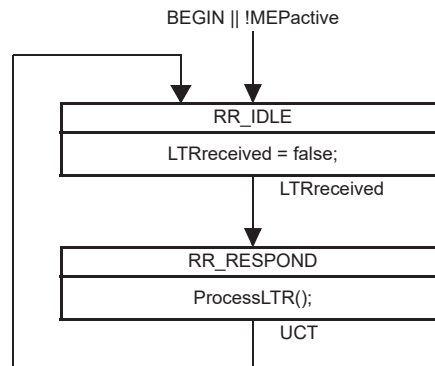 BEGIN || !MEPactive
RR_IDLE
LTRreceived = false;
LTRreceived
RR_RESPOND
ProcessLTR();
UCT